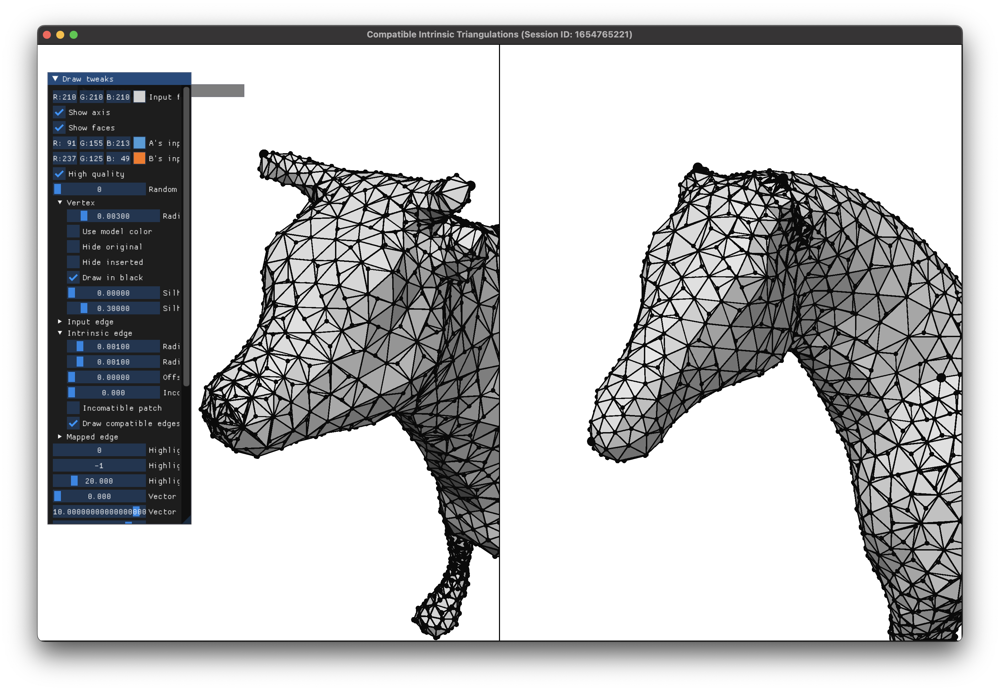 Compatible Intrinsic Triangulations (Session ID: 1654765221)
Draw tweaks
R:210 G:210 B:210 Input f
Show axis
Show faces
R: 91 G:155 B:213 A's inp
R:237 G:125 B: 49 B's inp
High quality
0 Random
Vertex
0.00300 Radi
Use model color
Hide original
Hide inserted
Draw in black
0.00000 Silh
0.30000 Silh
Input edge
Intrinsic edge
0.00100 Radi
0.00100 Radi
0.00000 Offs
0.000 Inco
Incomatible patch
Draw compatible edges
Mapped edge
0 Highlig
-1 Highlig
20.000 Highlig
0.000 Vector
10.00000000000000000 Vector